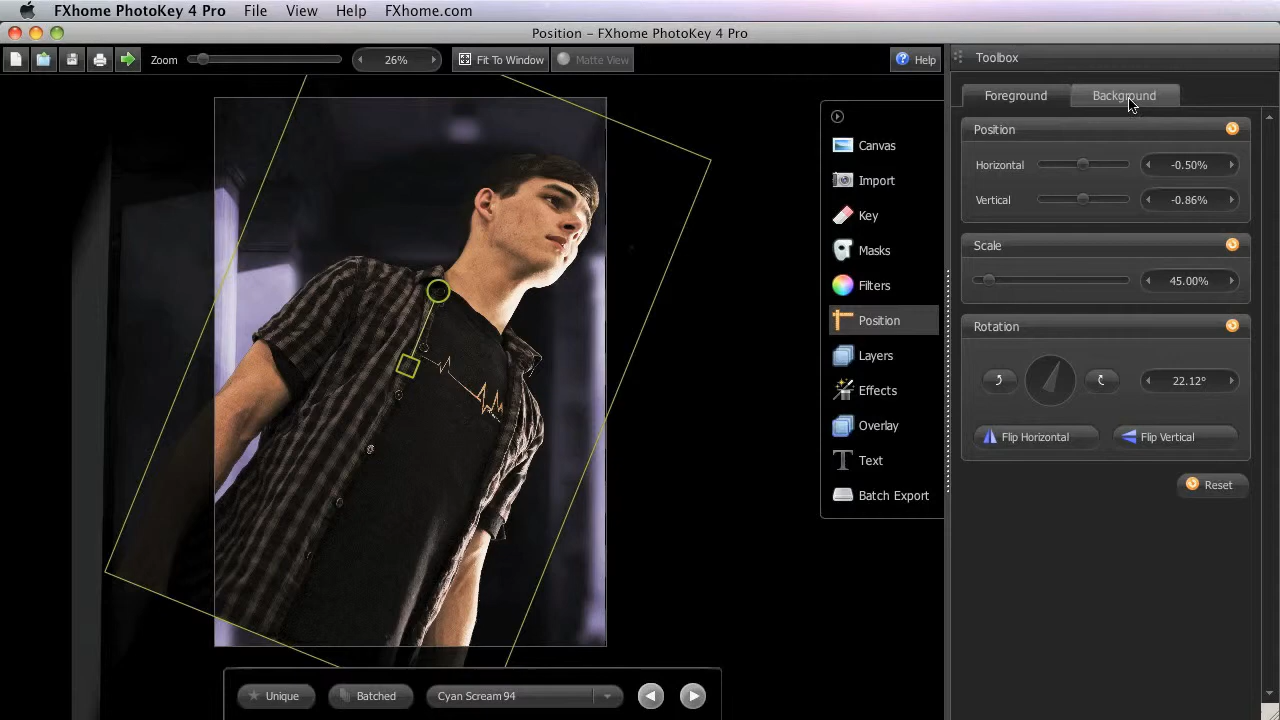 FXhome PhotoKey 4 Pro File View Help FXhome.com
Position – FXhome PhotoKey 4 Pro
Zoom 26% Fit To Window Matte View Help
Toolbox
Foreground Background
Position
Horizontal -0.50%
Vertical -0.86%
Scale
45.00%
Rotation
22.12°
Flip Horizontal Flip Vertical
Reset
Canvas
Import
Key
Masks
Filters
Position
Layers
Effects
Overlay
Text
Batch Export
Unique Batched Cyan Scream 94